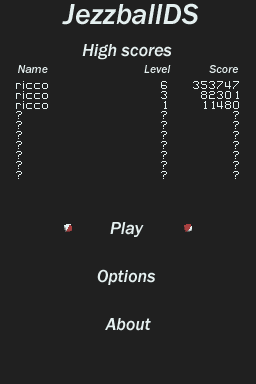 JezzballDS
High scores
Name Level Score
ricco 6 353747
ricco 3 82301
ricco 1 11480
? ? ?
? ? ?
? ? ?
? ? ?
? ? ?
? ? ?
? ? ?
Play
Options
About